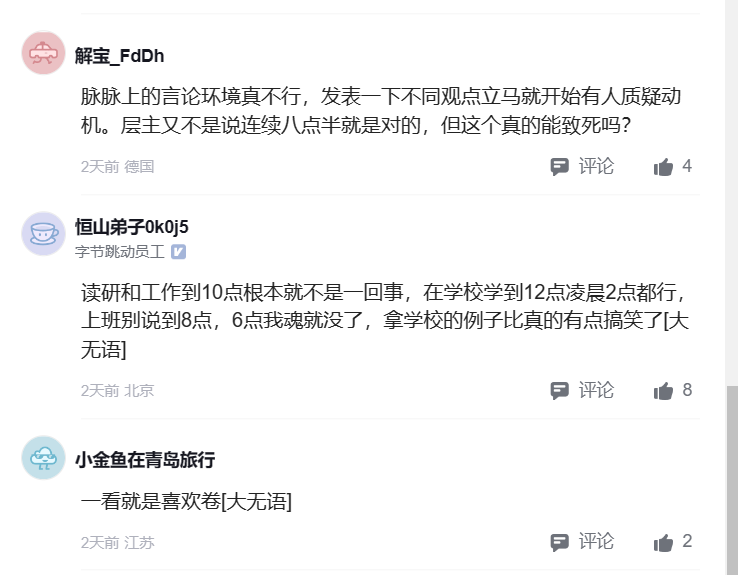 解宝_FdDh
脉脉上的言论环境真不行，发表一下不同观点立马就开始有人质疑动
机。层主又不是说连续八点半就是对的，但这个真的能致死吗？
2天前 德国
评论
4
恒山弟子0k0j5
字节跳动员工
读研和工作到10点根本就不是一回事，在学校学到12点凌晨2点都行，
上班别说到8点，6点我魂就没了，拿学校的例子比真的有点搞笑了[大
无语]
2天前 北京
评论
8
小金鱼在青岛旅行
一看就是喜欢卷[大无语]
2天前 江苏
评论
2